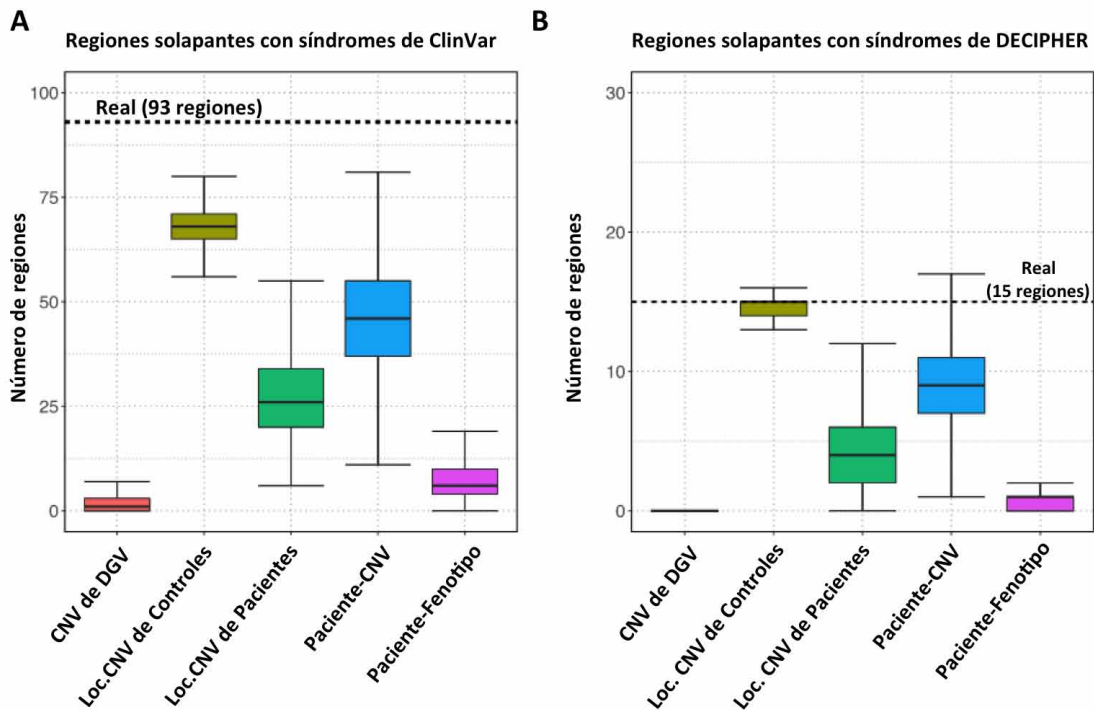 A
Regiones solapantes con síndromes de ClinVar
Real (93 regiones)
Número de regiones
100
75
50
25
0
CNV de DGV
Loc.CNV de Controles
Loc.CNV de Pacientes
Paciente-CNV
Paciente-Fenotipo
B
Regiones solapantes con síndromes de DECIPHER
Real
(15 regiones)
Número de regiones
30
20
10
0
CNV de DGV
Loc. CNV de Controles
Loc. CNV de Pacientes
Paciente-CNV
Paciente-Fenotipo